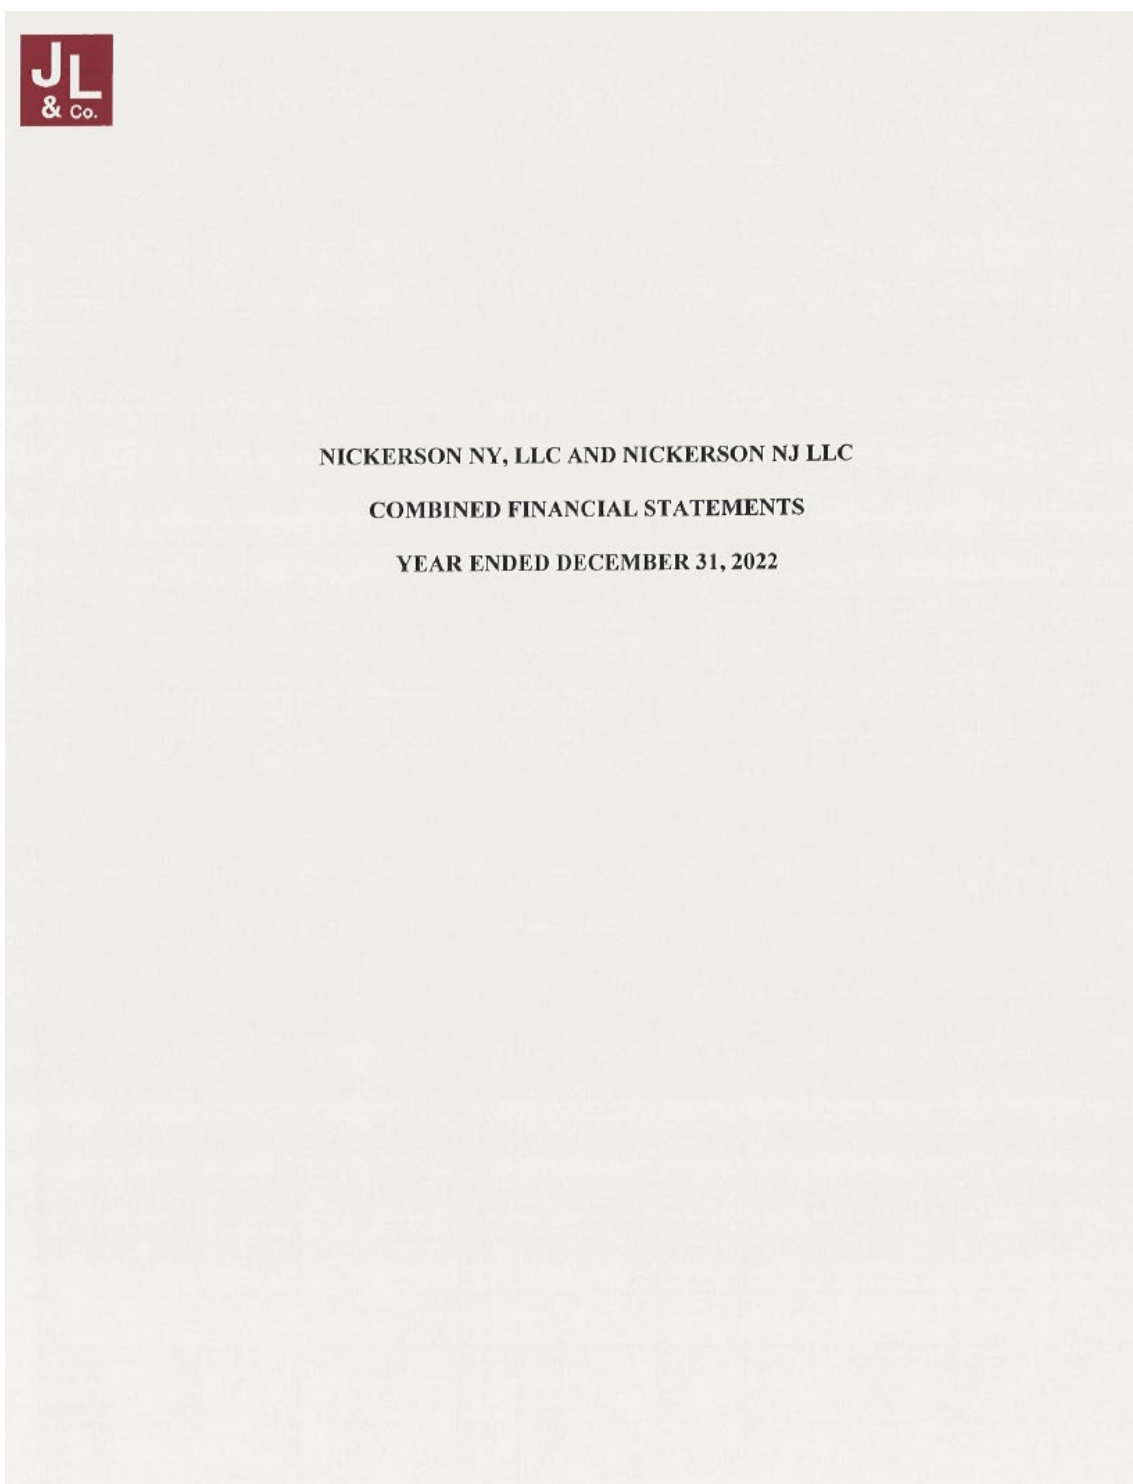 JL
& Co.
NICKERSON NY, LLC AND NICKERSON NJ LLC
COMBINED FINANCIAL STATEMENTS
YEAR ENDED DECEMBER 31, 2022